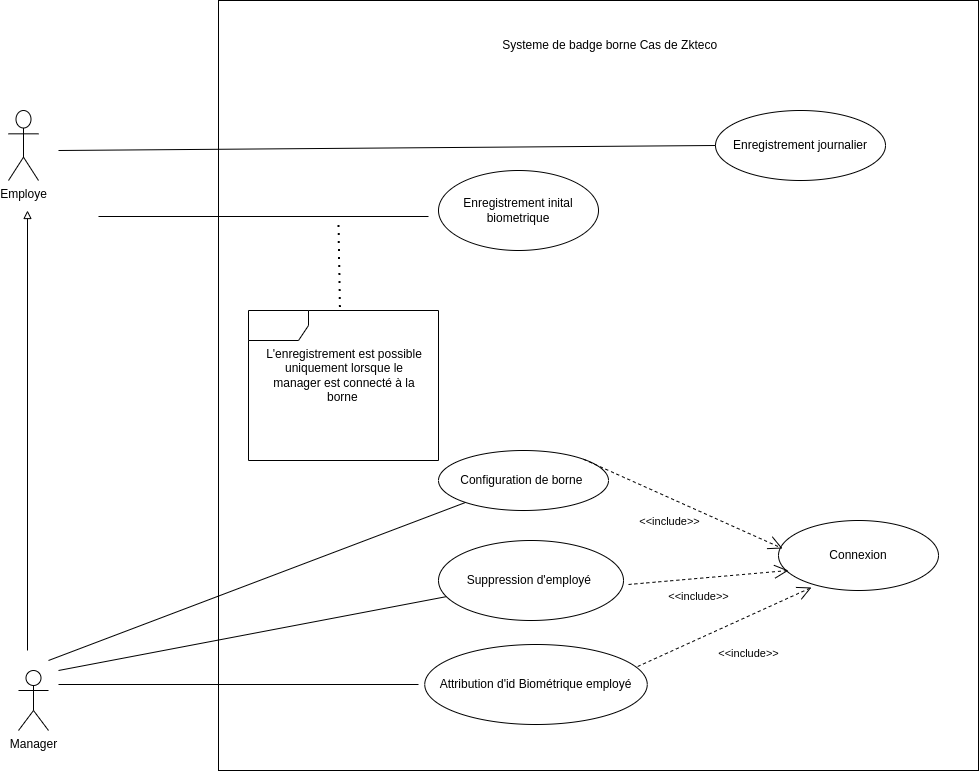 Systeme de badge borne Cas de Zkteco
Enregistrement journalier
Employe
Enregistrement inital
biometrique
L'enregistrement est possible
uniquement lorsque le
manager est connecté à la
borne
Configuration de borne
<<include>>
Connexion
Suppression d'employé
<<include>>
<<include>>
Attribution d'id Biométrique employé
Manager